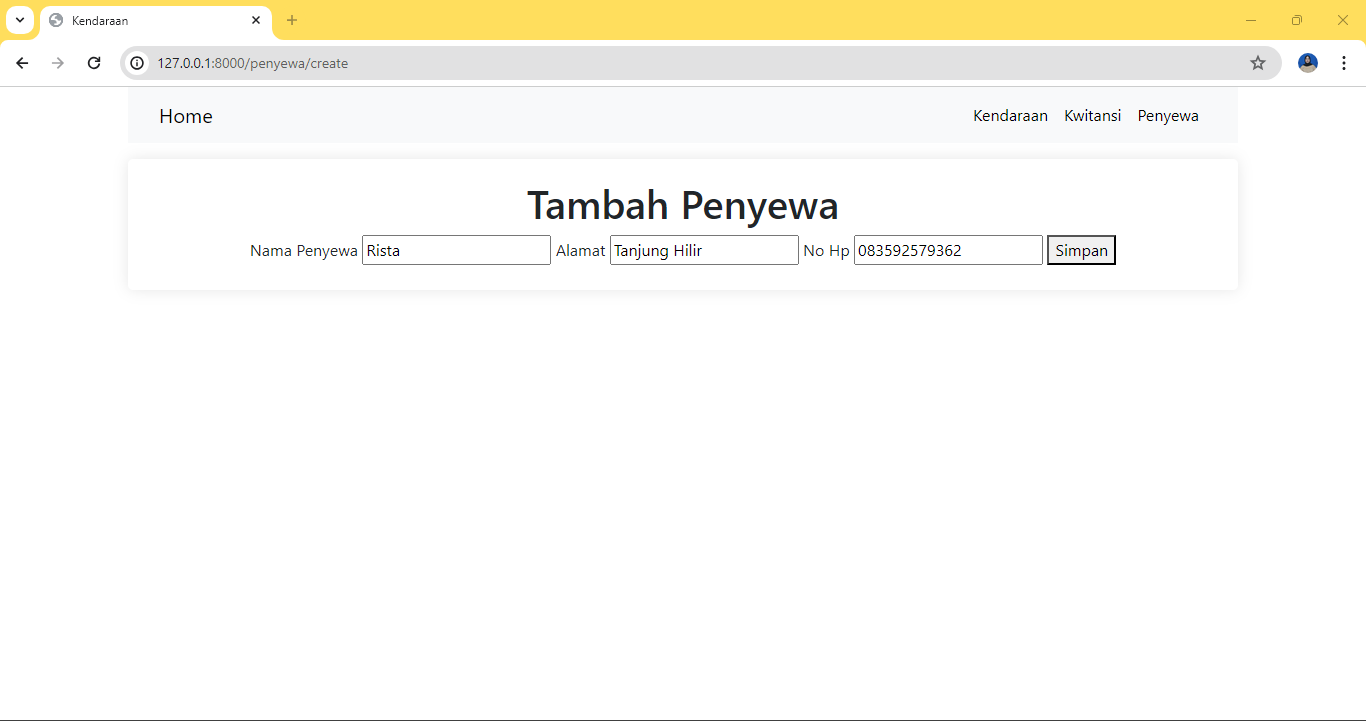 Kendaraan
127.0.0.1:8000/penyewa/create
Home Kendaraan Kwitansi Penyewa
Tambah Penyewa
Nama Penyewa Rista Alamat Tanjung Hilir No Hp 083592579362 Simpan